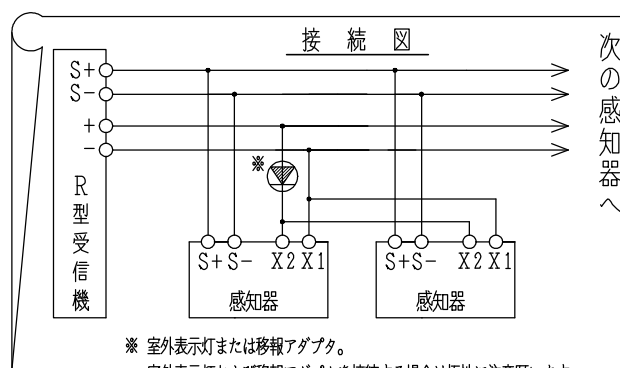 接続図
S+
S-
+
-
R型受信機
次の感知器へ
※
S+ S- X2 X1
感知器
S+ S- X2 X1
感知器
※ 室外表示灯または移報アダプタ。